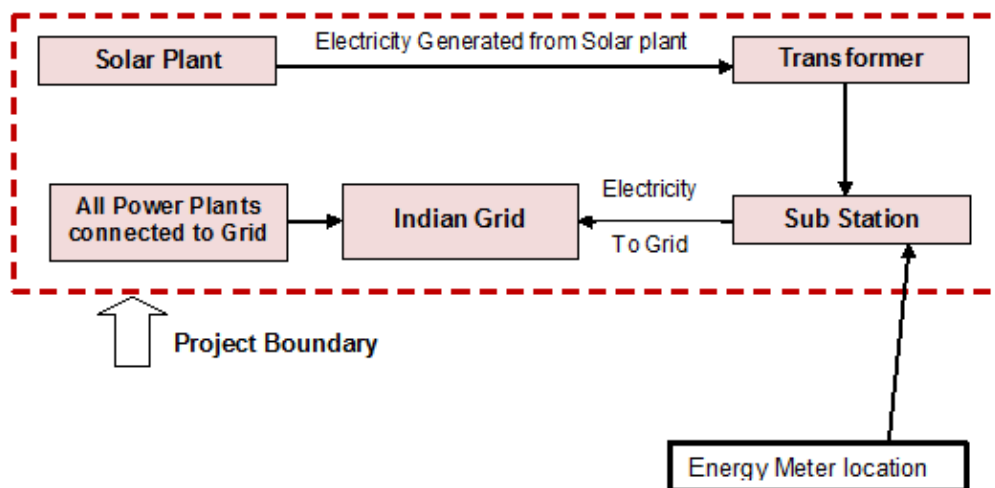 Electricity Generated from Solar plant
Solar Plant
Transformer
All Power Plants
connected to Grid
Indian Grid
Electricity
To Grid
Sub Station
Project Boundary
Energy Meter location